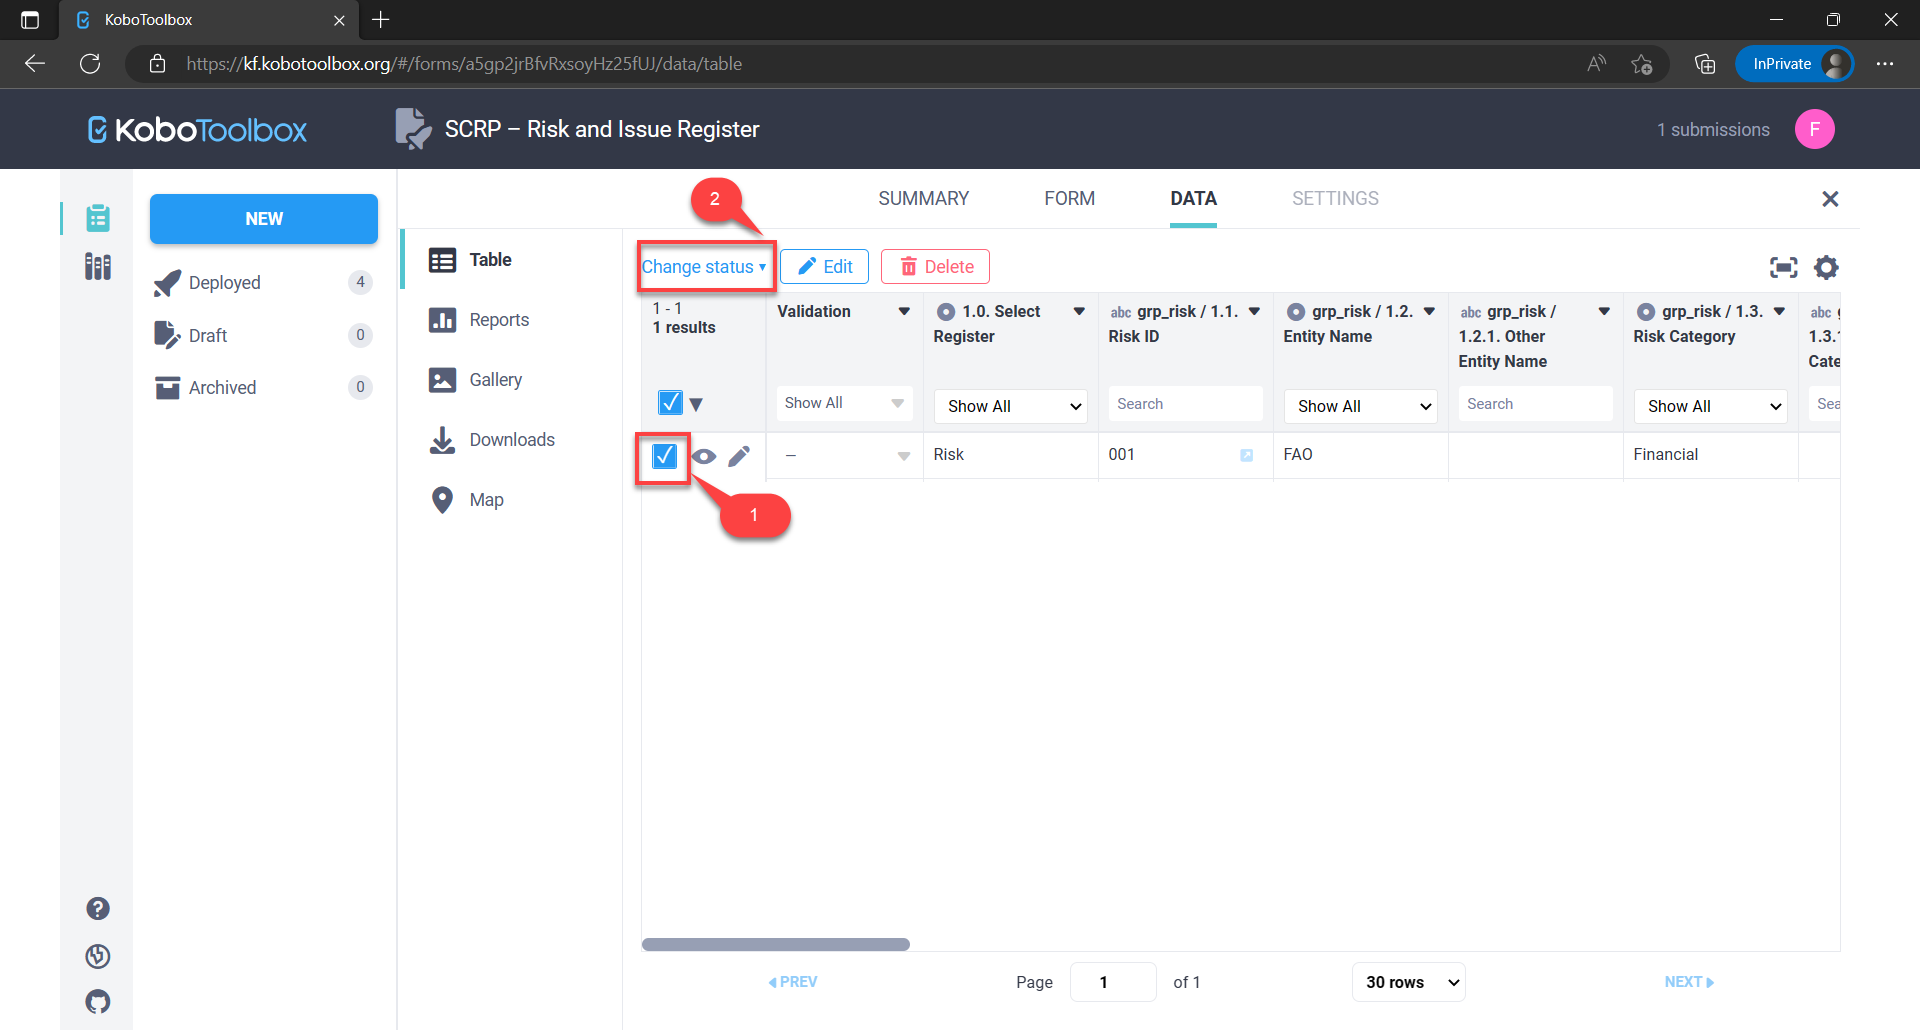 KoboToolbox
https://kf.kobotoolbox.org/#/forms/a5gp2jrBfvRxsoyHz25fUJ/data/table
InPrivate
KoboToolbox
SCRP – Risk and Issue Register
1 submissions
F
NEW
Deployed 4
Draft 0
Archived 0
SUMMARY
FORM
DATA
SETTINGS
Table
Reports
Gallery
Downloads
Map
2
Change status
Edit
Delete
1 - 1
1 results
Validation
1.0. Select
Register
abc grp_risk / 1.1.
Risk ID
grp_risk / 1.2.
Entity Name
abc grp_risk /
1.2.1. Other
Entity Name
grp_risk / 1.3.
Risk Category
abc
1.3.
Cate
Show All
Show All
Search
Show All
Search
Show All
Sea
–
Risk
001
FAO
Financial
1
PREV
Page 1 of 1
30 rows
NEXT